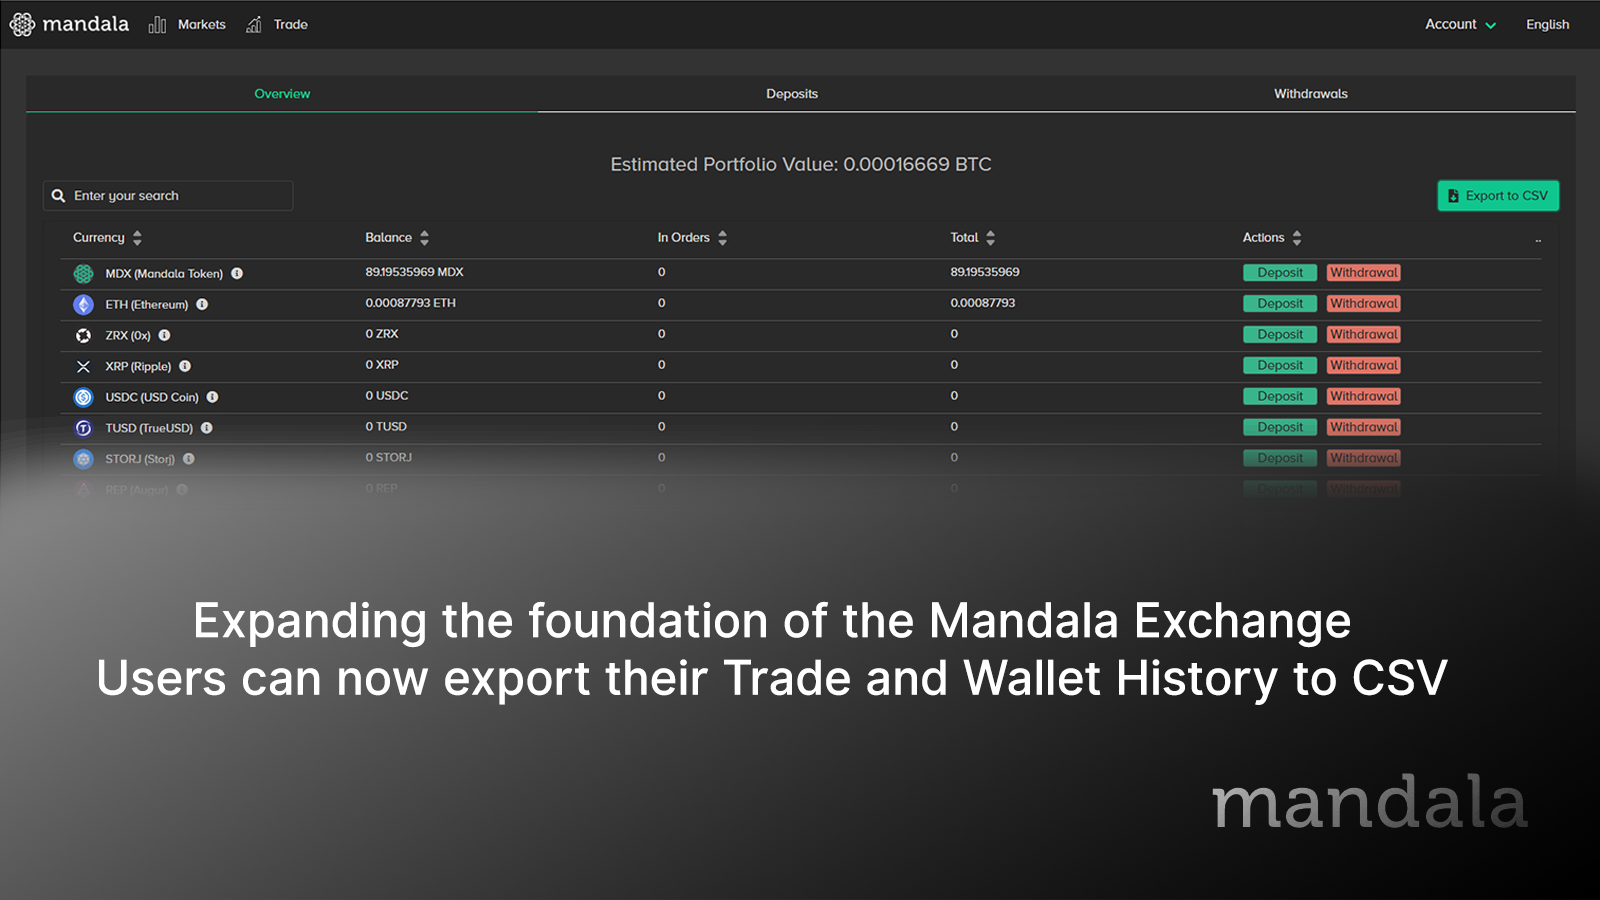 mandala Markets Trade Account English
Overview Deposits Withdrawals
Estimated Portfolio Value: 0.00016669 BTC
Enter your search Export to CSV
Currency Balance In Orders Total Actions ..
MDX (Mandala Token) 89.19535969 MDX 0 89.19535969 Deposit Withdrawal
ETH (Ethereum) 0.00087793 ETH 0 0.00087793 Deposit Withdrawal
ZRX (0x) 0 ZRX 0 0 Deposit Withdrawal
XRP (Ripple) 0 XRP 0 0 Deposit Withdrawal
USDC (USD Coin) 0 USDC 0 0 Deposit Withdrawal
TUSD (TrueUSD) 0 TUSD 0 0 Deposit Withdrawal
STORJ (Storj) 0 STORJ 0 0 Deposit Withdrawal
REP (Augur) 0 REP 0 0 Deposit Withdrawal
Expanding the foundation of the Mandala Exchange
Users can now export their Trade and Wallet History to CSV
mandala